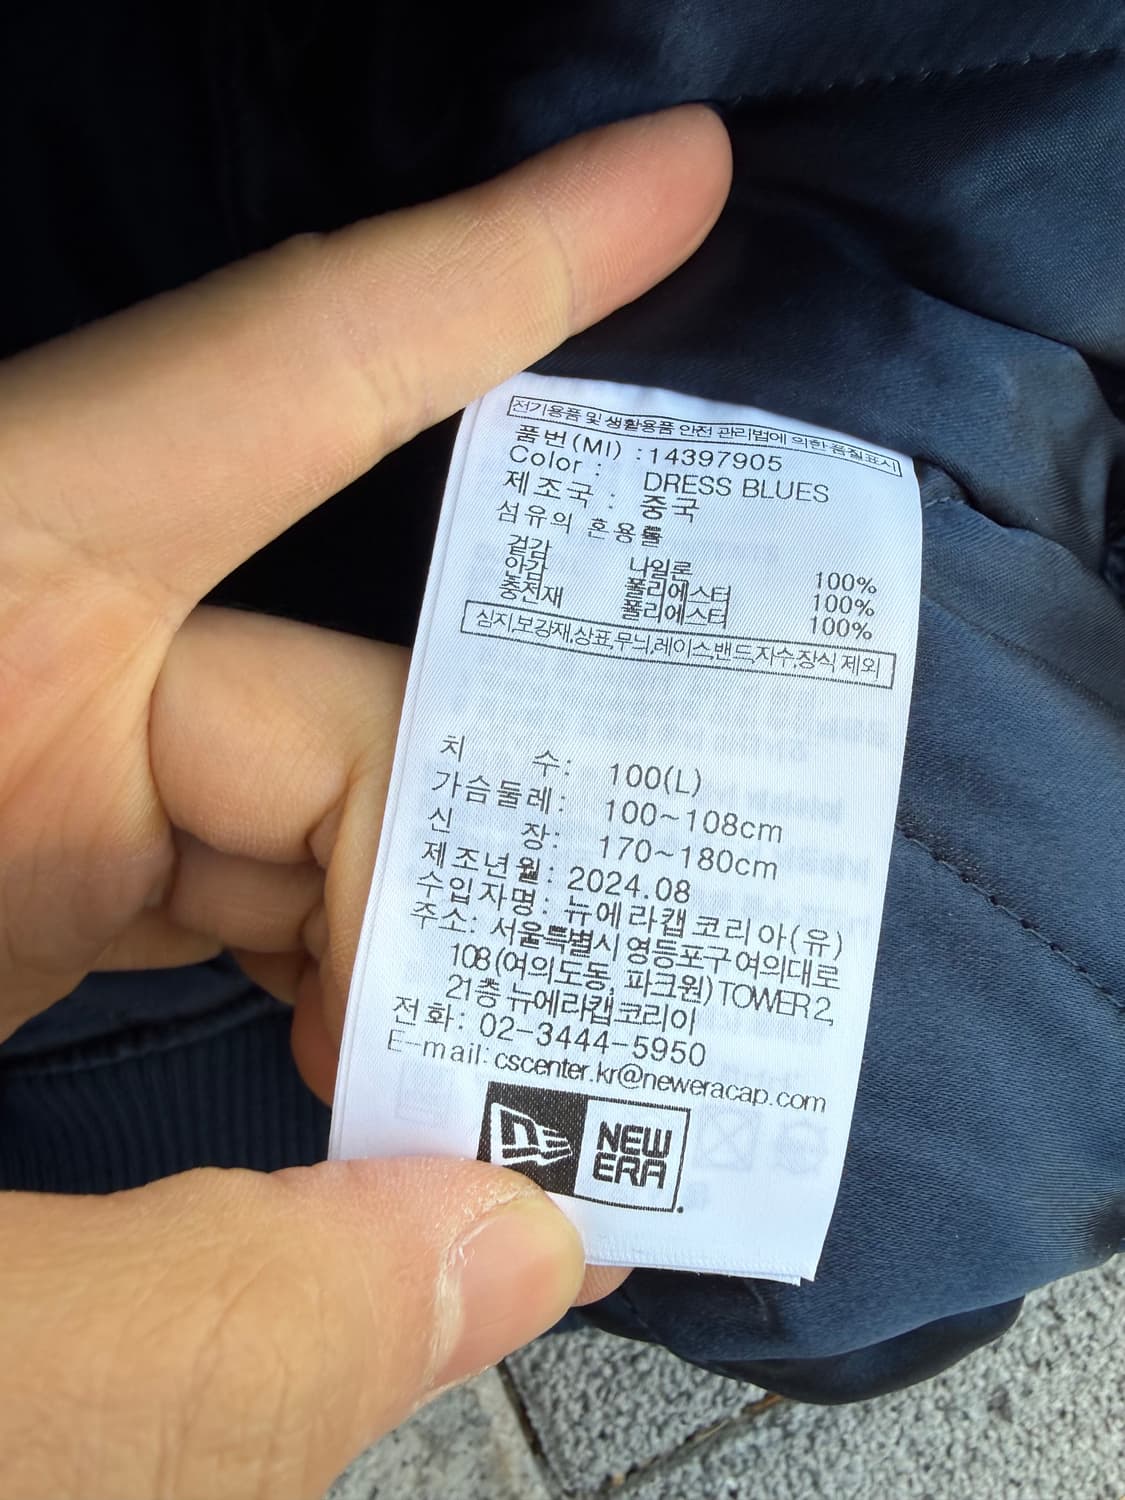 전기용품 및 생활용품 안전 관리법에 의한 품질표시
품번(MI) : 14397905
Color : DRESS BLUES
제조국 : 중국
섬유의 혼용률
겉감 나일론 100%
안감 폴리에스터 100%
충전재 폴리에스터 100%
심지,보강재,상표,무늬,레이스,밴드,자수,장식 제외
치 수: 100(L)
가슴둘레: 100~108cm
신 장: 170~180cm
제조년월: 2024.08
수입자명: 뉴에라캡 코리아(유)
주소: 서울특별시 영등포구 여의대로
108 (여의도동, 파크원) TOWER 2,
21층 뉴에라캡코리아
전화: 02-3444-5950
E-mail: cscenter.kr@neweracap.com
NEW
ERA